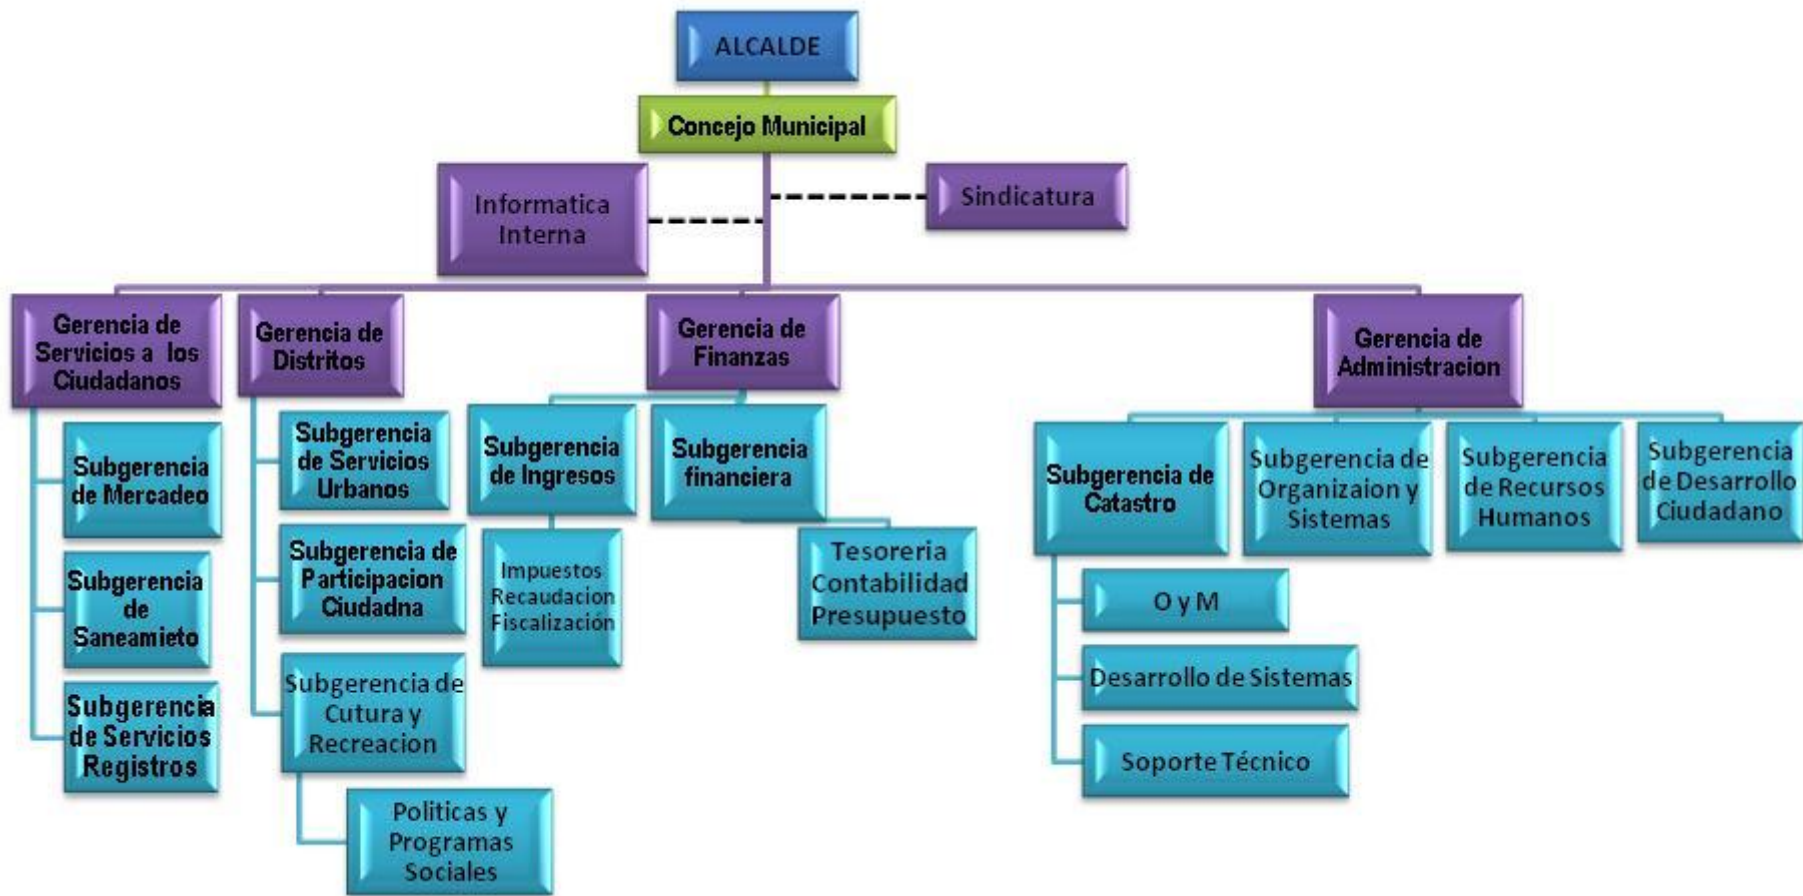 ALCALDE
Concejo Municipal
Informatica
Interna
Sindicatura
Gerencia de
Servicios a los
Ciudadanos
Gerencia de
Distritos
Gerencia de
Finanzas
Gerencia de
Administracion
Subgerencia
de Mercadeo
Subgerencia
de
Saneamieto
Subgerencia
de Servicios
Registros
Subgerencia
de Servicios
Urbanos
Subgerencia de
Participacion
Ciudadna
Subgerencia de
Cutura y
Recreacion
Politicas y
Programas
Sociales
Subgerencia
de Ingresos
Impuestos
Recaudacion
Fiscalización
Subgerencia
financiera
Tesoreria
Contabilidad
Presupuesto
Subgerencia de
Catastro
O y M
Desarrollo de Sistemas
Soporte Técnico
Subgerencia de
Organizaion y
Sistemas
Subgerencia
de Recursos
Humanos
Subgerencia
de Desarrollo
Ciudadano